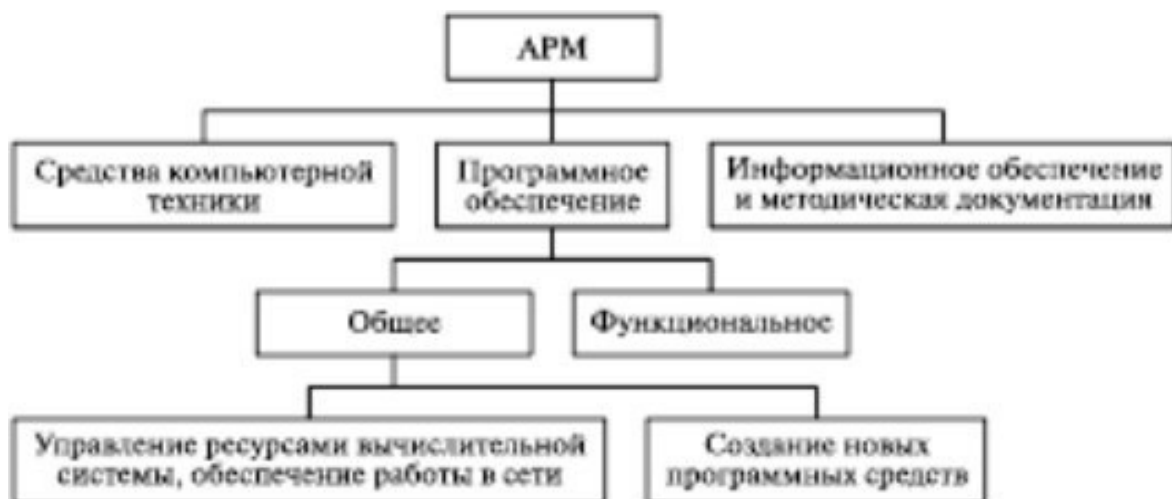 АРМ
Средства компьютерной
техники
Программное
обеспечение
Информационное обеспечение
и методическая документация
Общее
Функциональное
Управление ресурсами вычислительной
системы, обеспечение работы в сети
Создание новых
программных средств